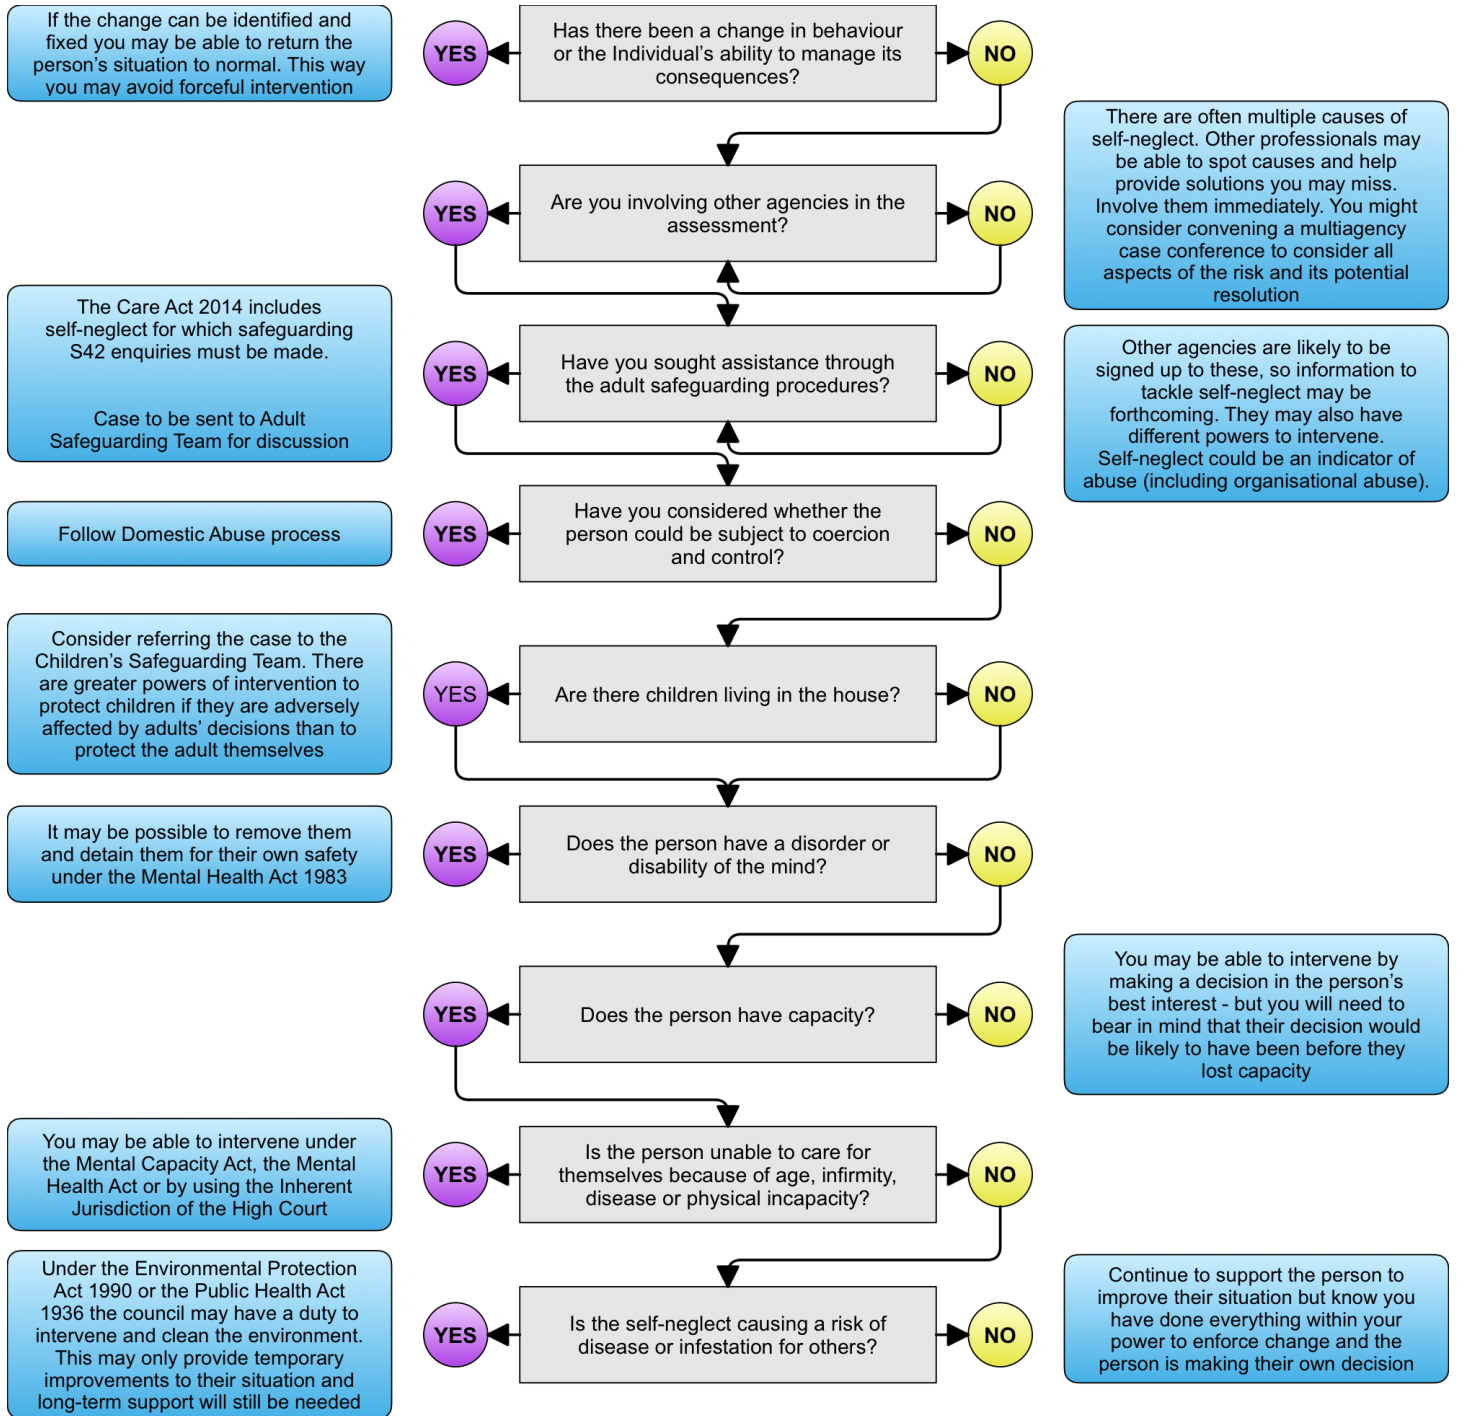 If the change can be identified and
fixed you may be able to return the
person's situation to normal. This way
you may avoid forceful intervention
YES
Has there been a change in behaviour
or the Individual's ability to manage its
consequences?
NO
There are often multiple causes of
self-neglect. Other professionals may
be able to spot causes and help
provide solutions you may miss.
Involve them immediately. You might
consider convening a multiagency
case conference to consider all
aspects of the risk and its potential
resolution
YES
Are you involving other agencies in the
assessment?
NO
The Care Act 2014 includes
self-neglect for which safeguarding
S42 enquiries must be made.
Case to be sent to Adult
Safeguarding Team for discussion
YES
Have you sought assistance through
the adult safeguarding procedures?
NO
Other agencies are likely to be
signed up to these, so information to
tackle self-neglect may be
forthcoming. They may also have
different powers to intervene.
Self-neglect could be an indicator of
abuse (including organisational abuse).
Follow Domestic Abuse process
YES
Have you considered whether the
person could be subject to coercion
and control?
NO
Consider referring the case to the
Children's Safeguarding Team. There
are greater powers of intervention to
protect children if they are adversely
affected by adults' decisions than to
protect the adult themselves
YES
Are there children living in the house?
NO
It may be possible to remove them
and detain them for their own safety
under the Mental Health Act 1983
YES
Does the person have a disorder or
disability of the mind?
NO
YES
Does the person have capacity?
NO
You may be able to intervene by
making a decision in the person's
best interest - but you will need to
bear in mind that their decision would
be likely to have been before they
lost capacity
You may be able to intervene under
the Mental Capacity Act, the Mental
Health Act or by using the Inherent
Jurisdiction of the High Court
YES
Is the person unable to care for
themselves because of age, infirmity,
disease or physical incapacity?
NO
Under the Environmental Protection
Act 1990 or the Public Health Act
1936 the council may have a duty to
intervene and clean the environment.
This may only provide temporary
improvements to their situation and
long-term support will still be needed
YES
Is the self-neglect causing a risk of
disease or infestation for others?
NO
Continue to support the person to
improve their situation but know you
have done everything within your
power to enforce change and the
person is making their own decision